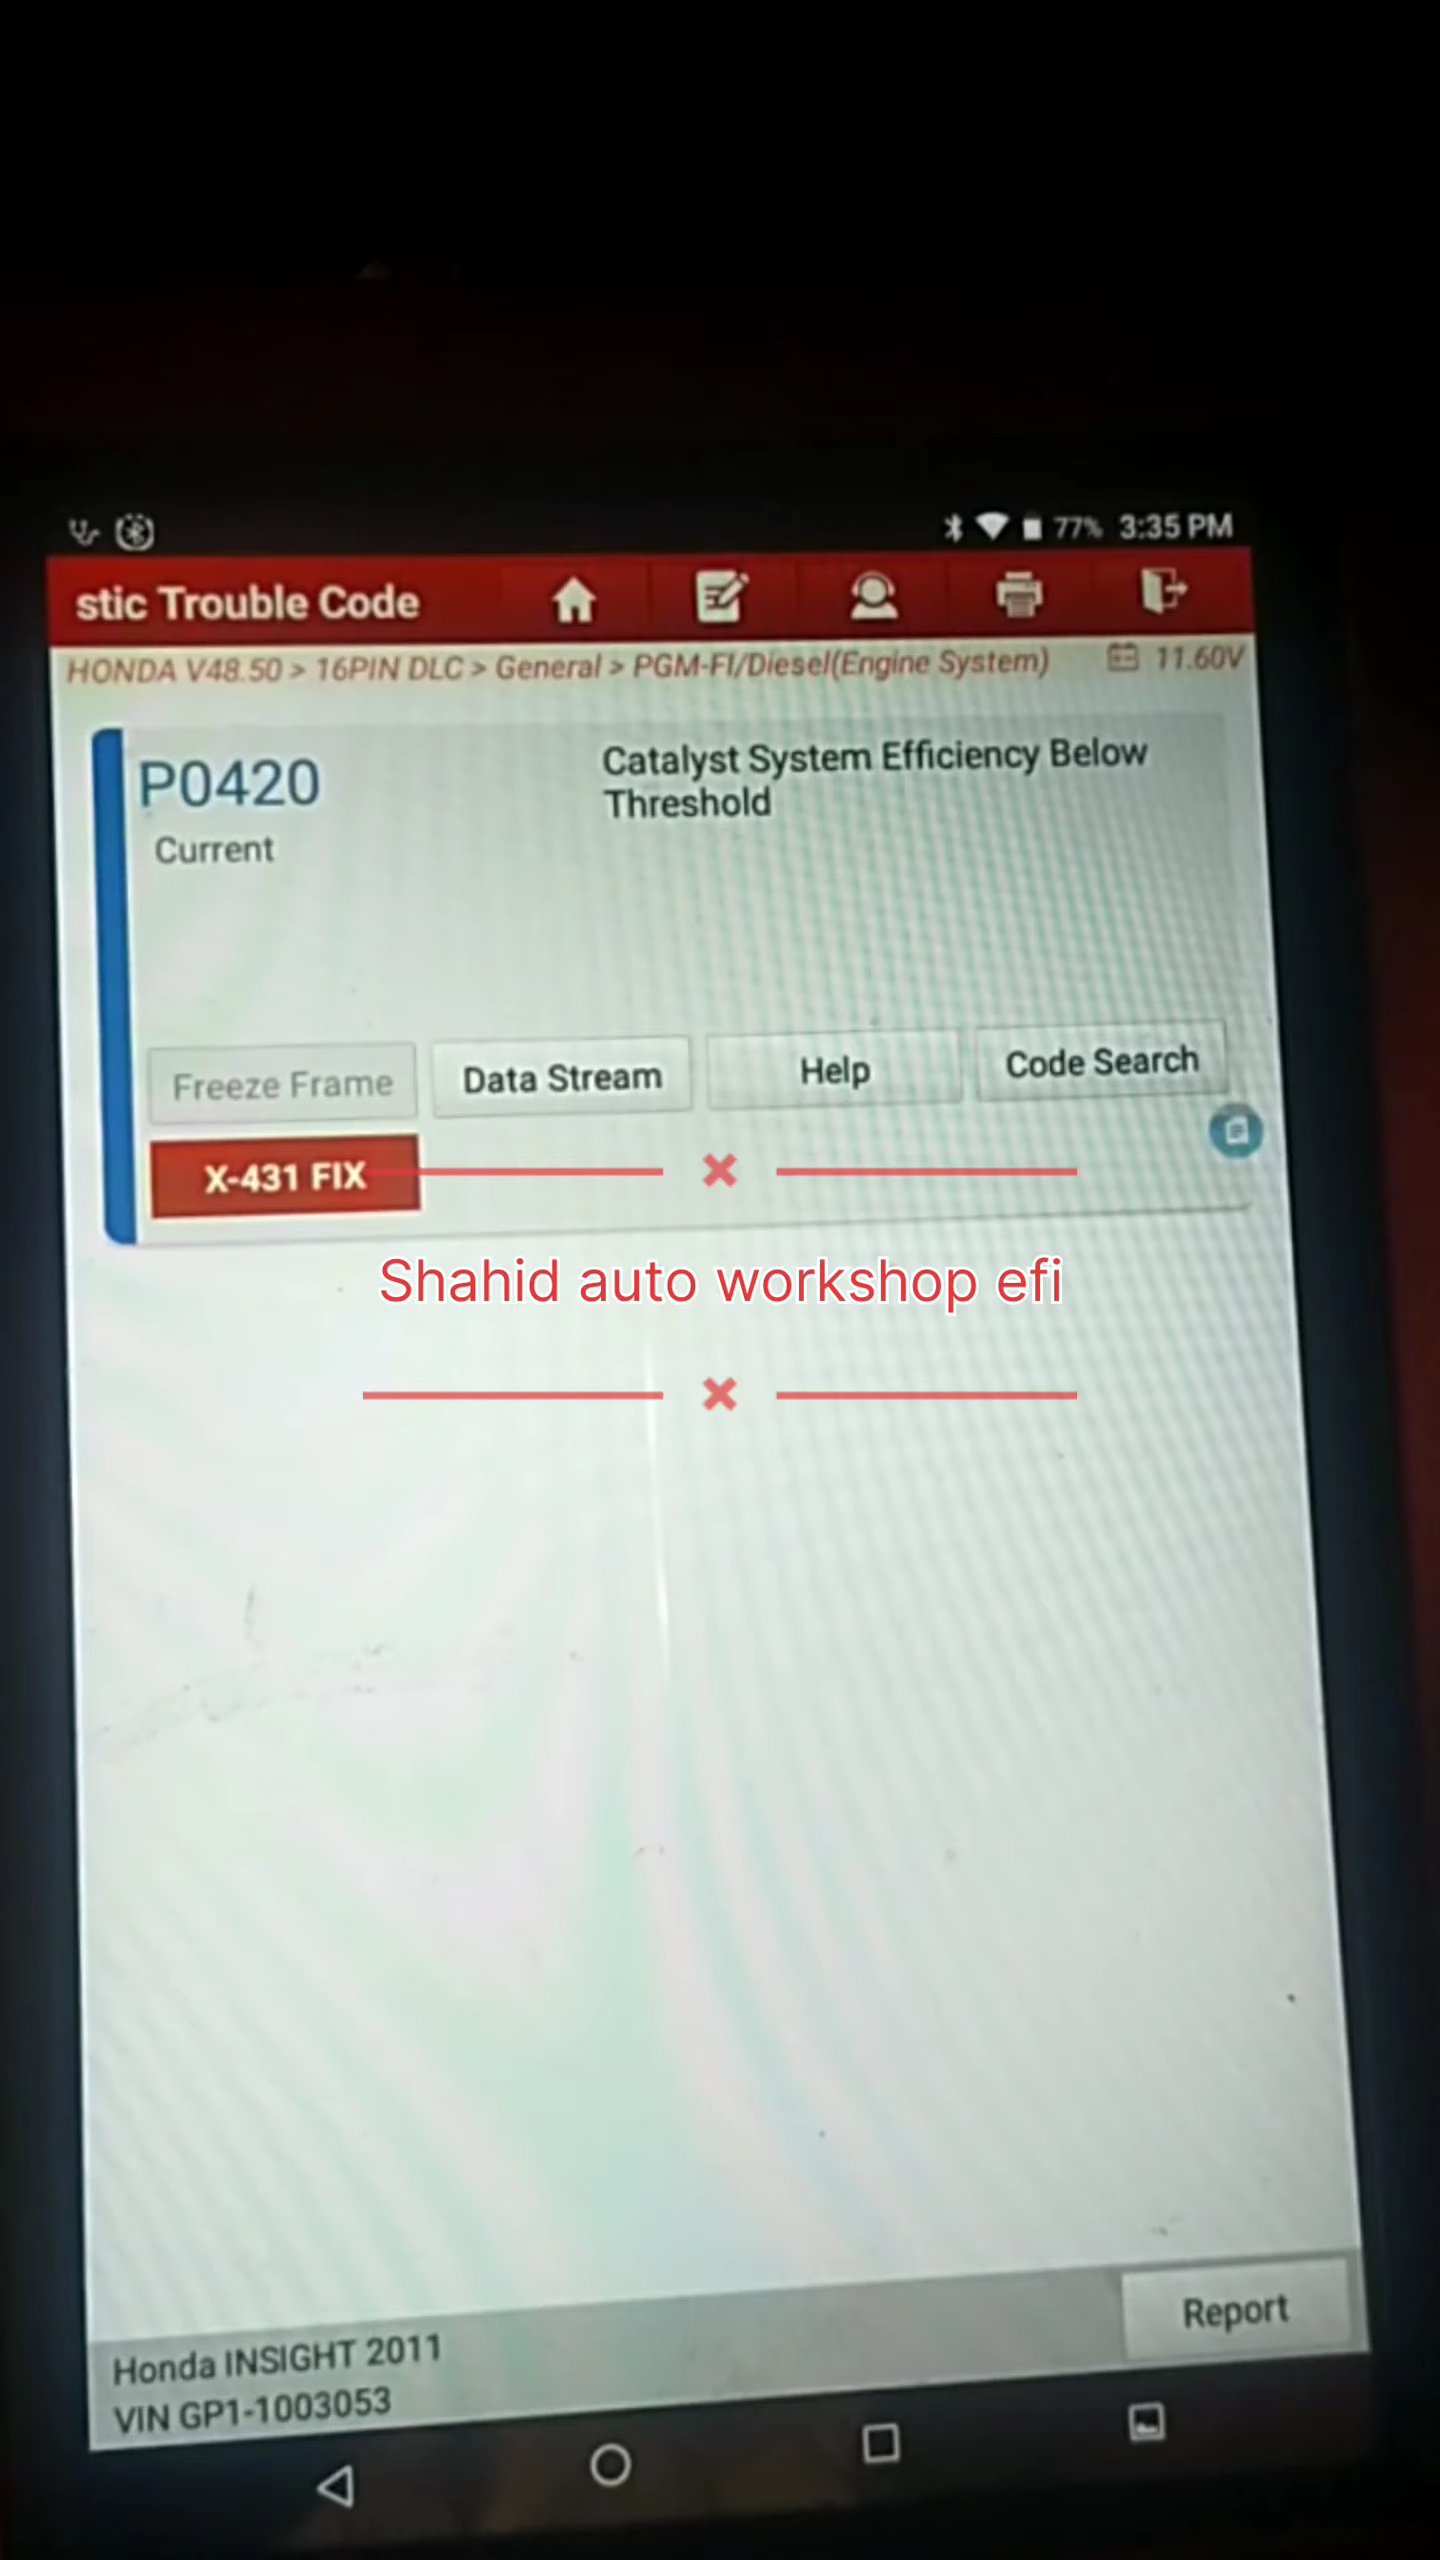 77% 3:35 PM
stic Trouble Code
HONDA V48.50 > 16PIN DLC > General > PGM-FI/Diesel(Engine System) 11.60V
P0420
Catalyst System Efficiency Below
Threshold
Current
Freeze Frame Data Stream Help Code Search
X-431 FIX
Shahid auto workshop efi
Report
Honda INSIGHT 2011
VIN GP1-1003053